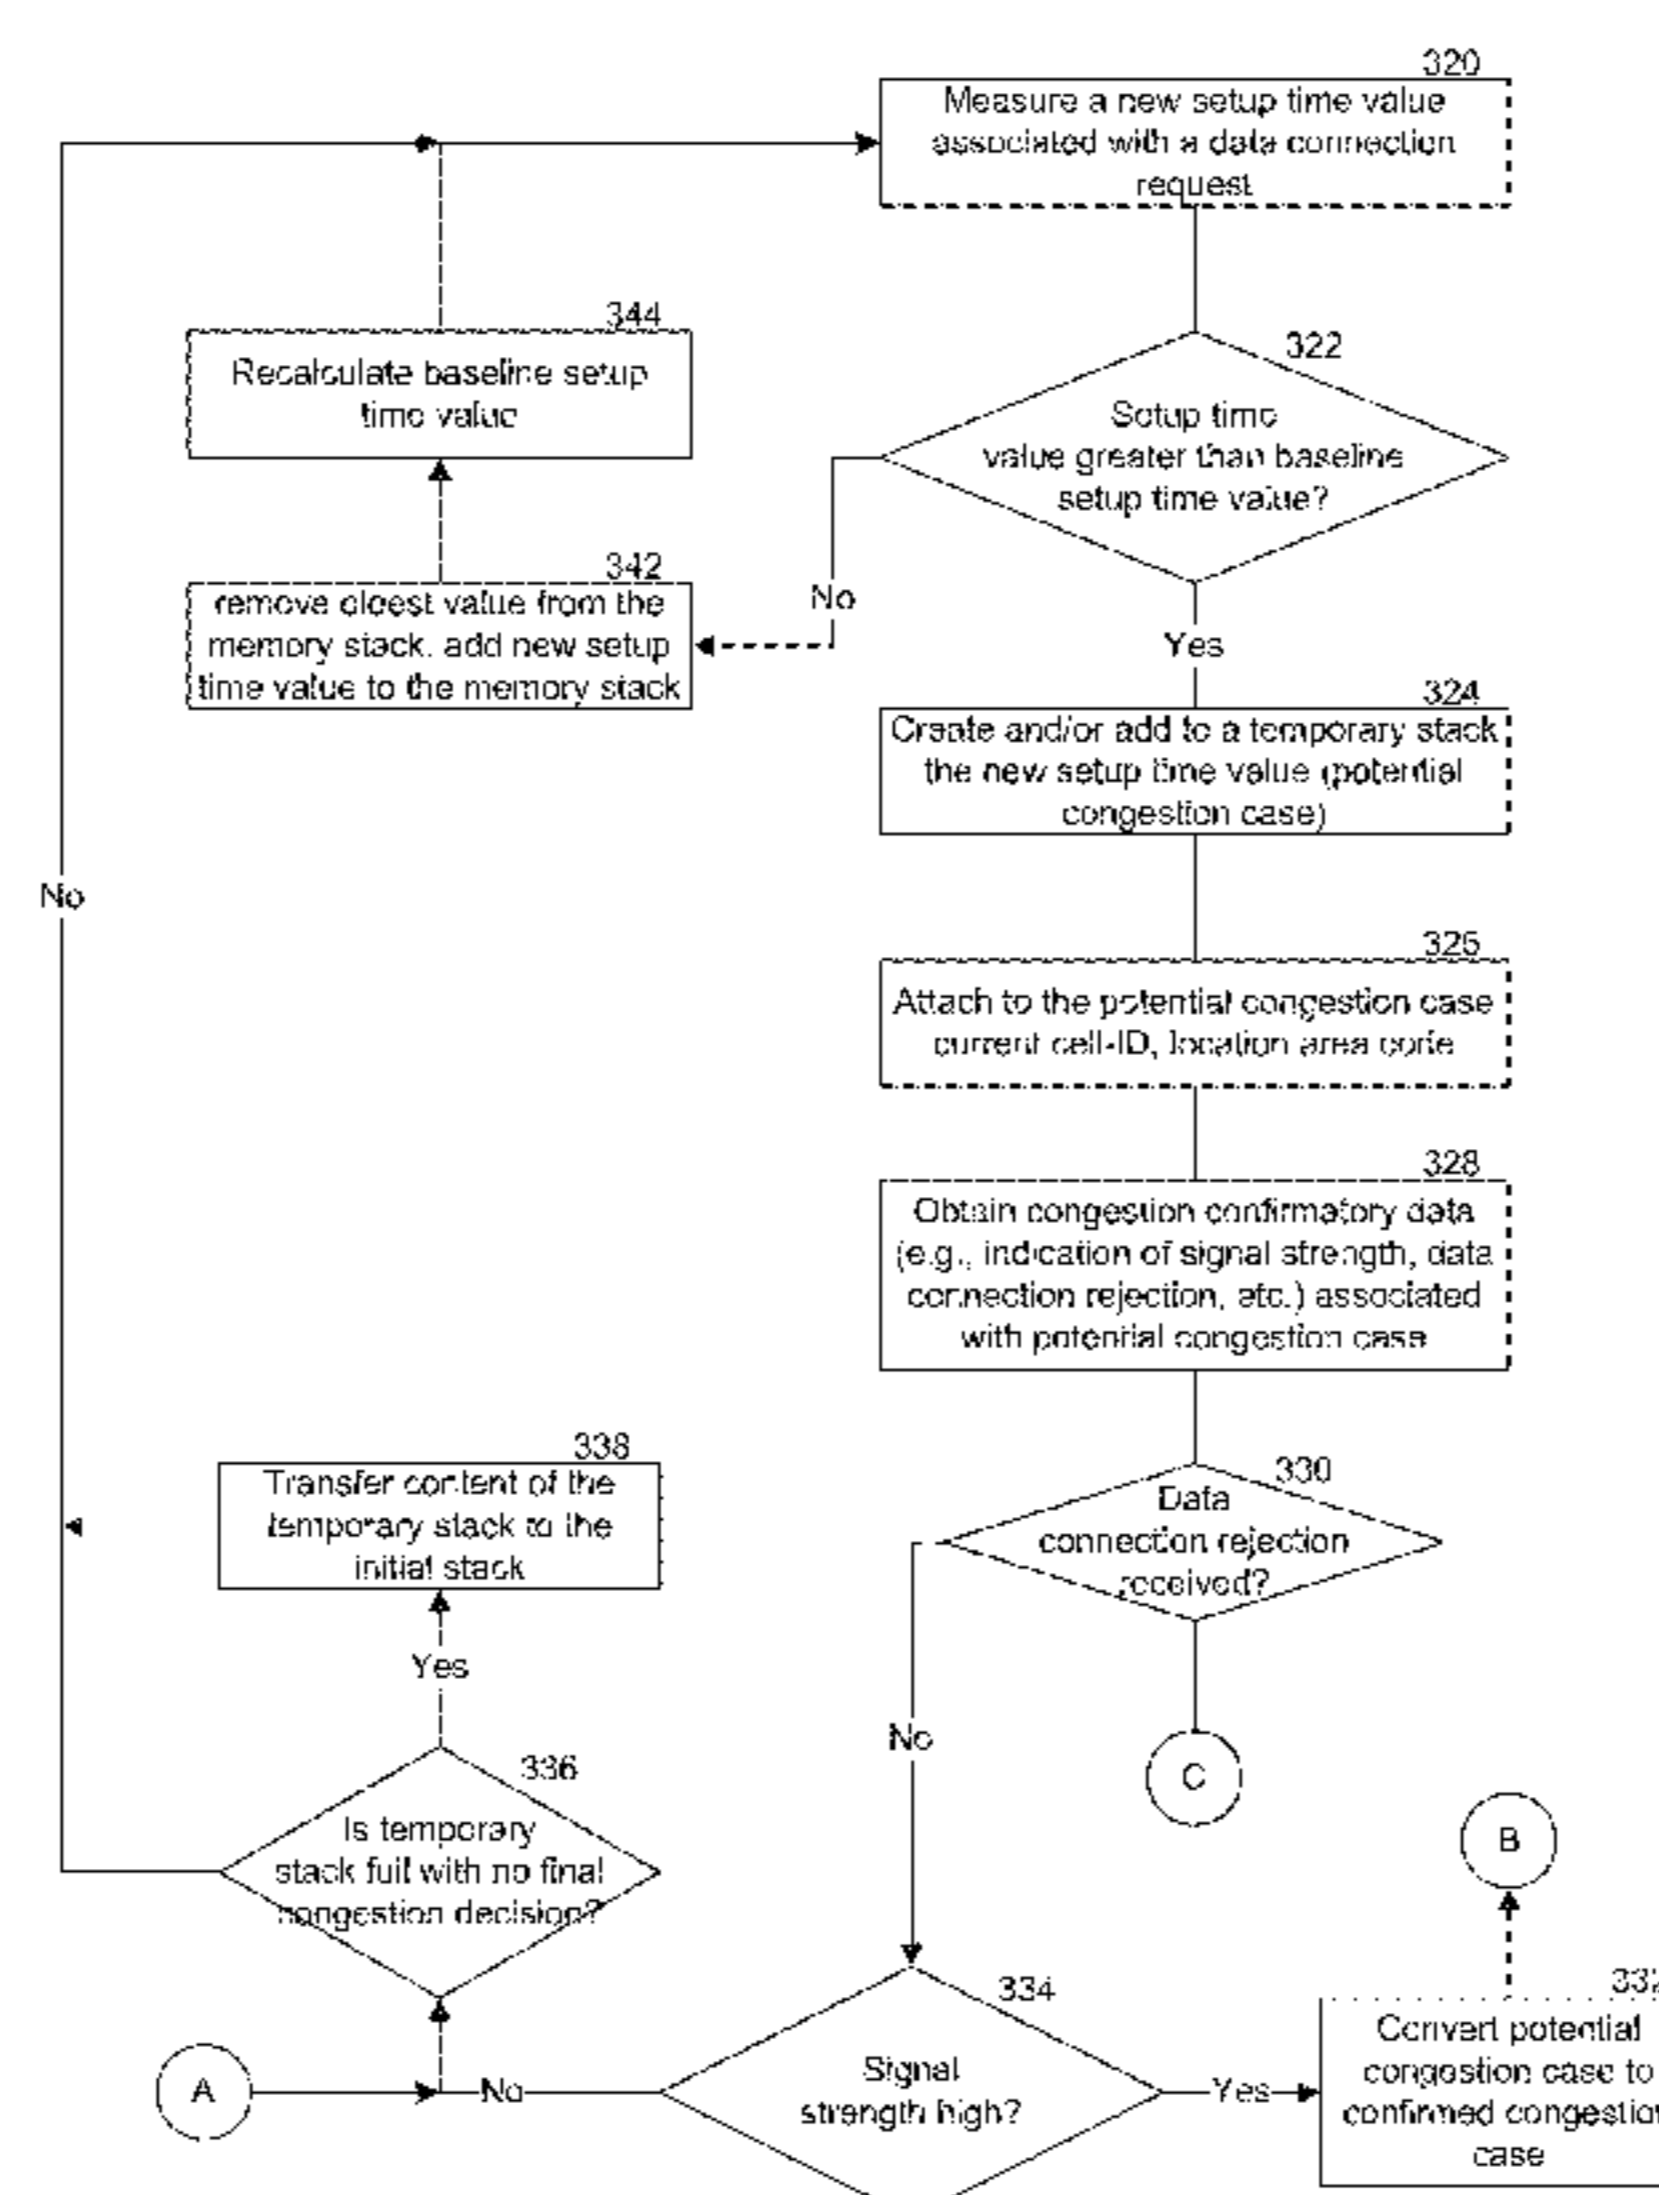 320
Measure a new setup time value
associated with a data connection
request
344
Recalculate baseline setup
time value
322
Setup time
value greater than baseline
setup time value?
342
remove oldest value from the
memory stack, add new setup
time value to the memory stack
No
Yes
324
Create and/or add to a temporary stack
the new setup time value (potential
congestion case)
No
326
Attach to the potential congestion case
current cell-ID, location area code
328
Obtain congestion confirmatory data
(e.g., indication of signal strength, data
connection rejection, etc.) associated
with potential congestion case
338
Transfer content of the
temporary stack to the
initial stack
330
Data
connection rejection
received?
Yes
No
C
336
Is temporary
stack full with no final
congestion decision?
B
334
Signal
strength high?
A
No
Yes
332
Convert potential
congestion case to
confirmed congestion
case